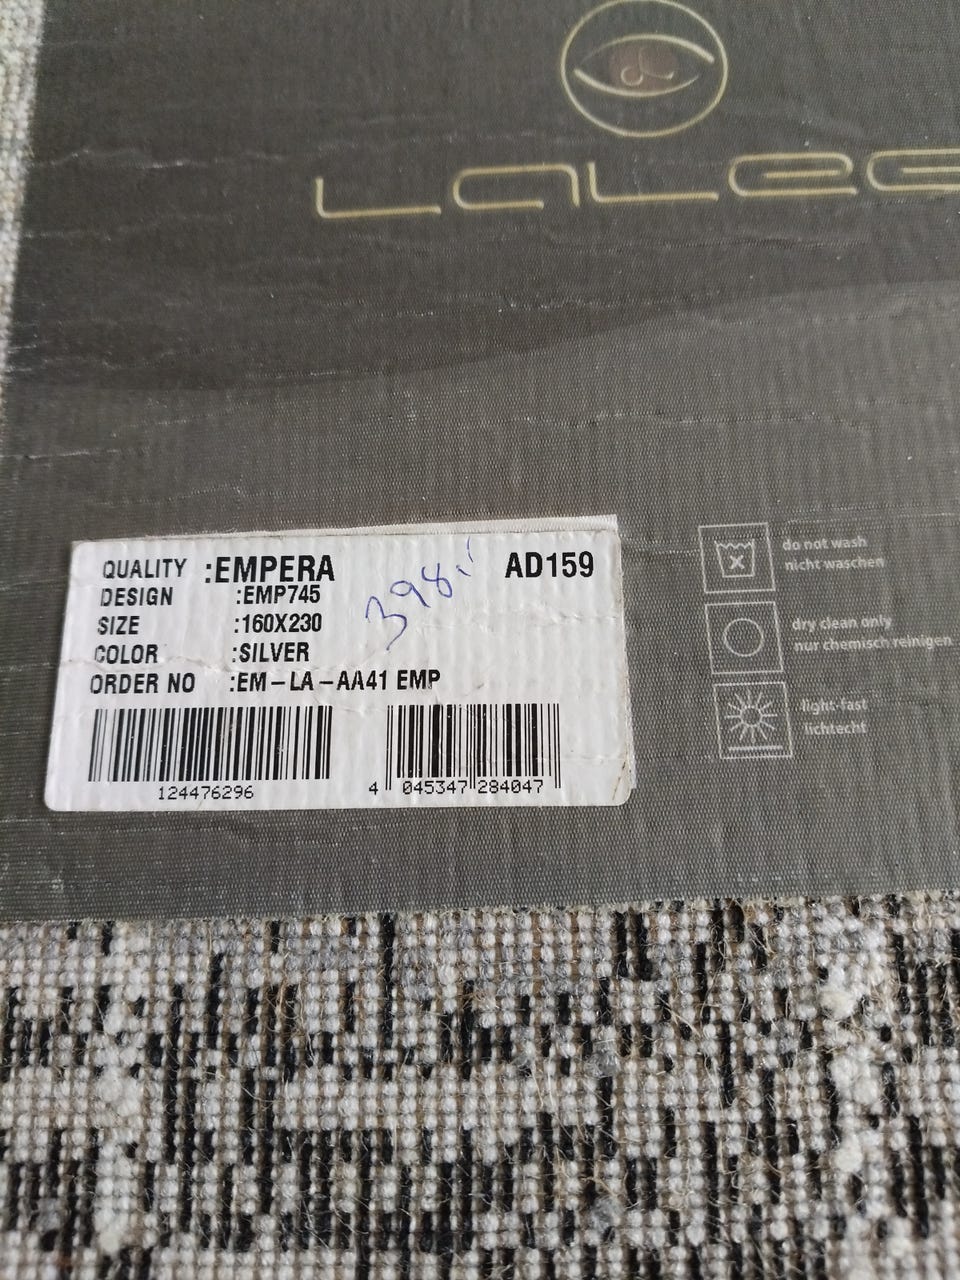 LALEE
QUALITY :EMPERA AD159
DESIGN :EMP745
SIZE :160X230
COLOR :SILVER
ORDER NO :EM-LA-AA41 EMP
398.-
124476296
4 045347 284047
do not wash
nicht waschen
dry clean only
nur chemisch reinigen
light-fast
lichtecht